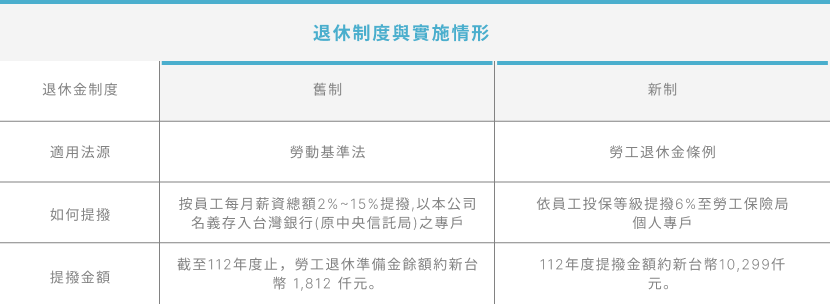 退休制度與實施情形
退休金制度
舊制
新制
適用法源
勞動基準法
勞工退休金條例
如何提撥
按員工每月薪資總額2%~15%提撥,以本公司
名義存入台灣銀行(原中央信託局)之專戶
依員工投保等級提撥6%至勞工保險局
個人專戶
提撥金額
截至112年度止，勞工退休準備金餘額約新台
幣 1,812 仟元。
112年度提撥金額約新台幣10,299仟
元。